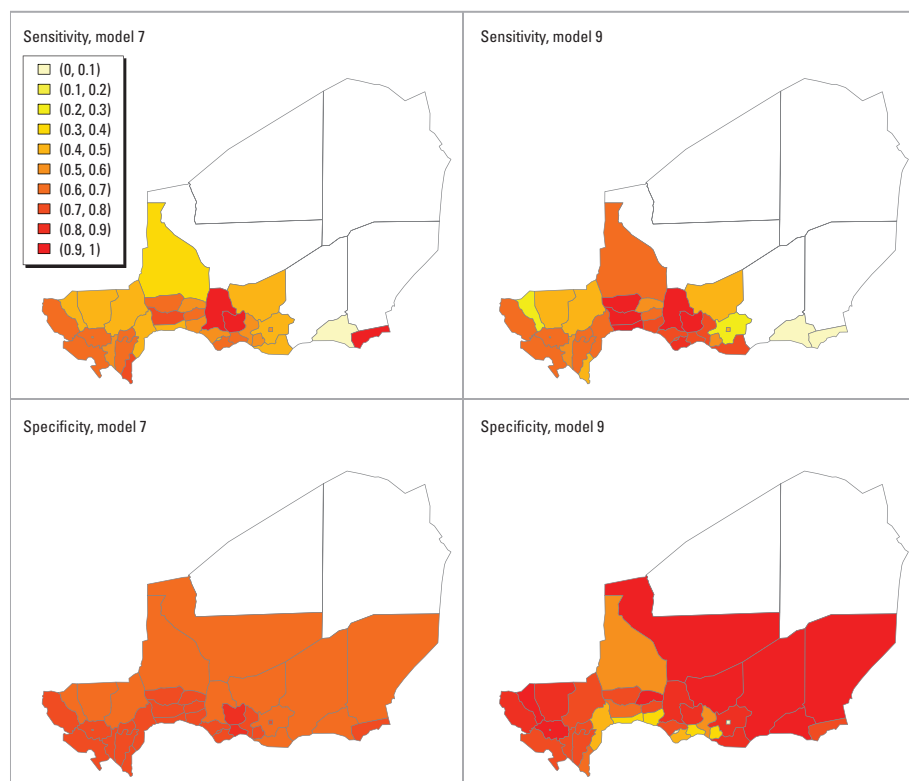 Sensitivity, model 7
Sensitivity, model 9
(0, 0.1)
(0.1, 0.2)
(0.2, 0.3)
(0.3, 0.4)
(0.4, 0.5)
(0.5, 0.6)
(0.6, 0.7)
(0.7, 0.8)
(0.8, 0.9)
(0.9, 1)
Specificity, model 7
Specificity, model 9